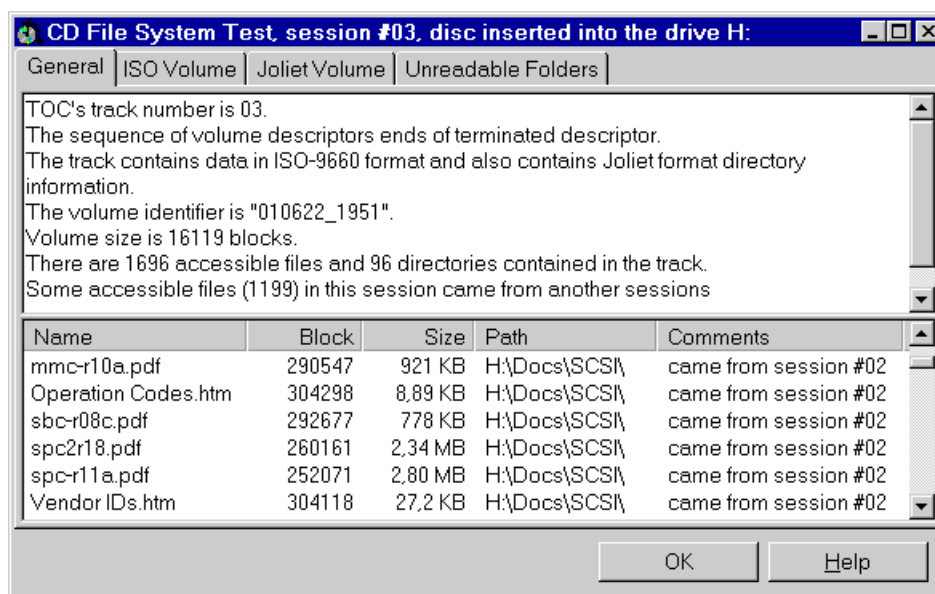 CD File System Test, session #03, disc inserted into the drive H:
General ISO Volume Joliet Volume Unreadable Folders
TOC's track number is 03.
The sequence of volume descriptors ends of terminated descriptor.
The track contains data in ISO-9660 format and also contains Joliet format directory
information.
The volume identifier is "010622_1951".
Volume size is 16119 blocks.
There are 1696 accessible files and 96 directories contained in the track.
Some accessible files (1199) in this session came from another sessions
Name Block Size Path Comments
mmc-r10a.pdf 290547 921 KB H:\Docs\SCSI\ came from session #02
Operation Codes.htm 304298 8,89 KB H:\Docs\SCSI\ came from session #02
sbc-r08c.pdf 292677 778 KB H:\Docs\SCSI\ came from session #02
spc2r18.pdf 260161 2,34 MB H:\Docs\SCSI\ came from session #02
spc-r11a.pdf 252071 2,80 MB H:\Docs\SCSI\ came from session #02
Vendor IDs.htm 304118 27,2 KB H:\Docs\SCSI\ came from session #02
OK Help